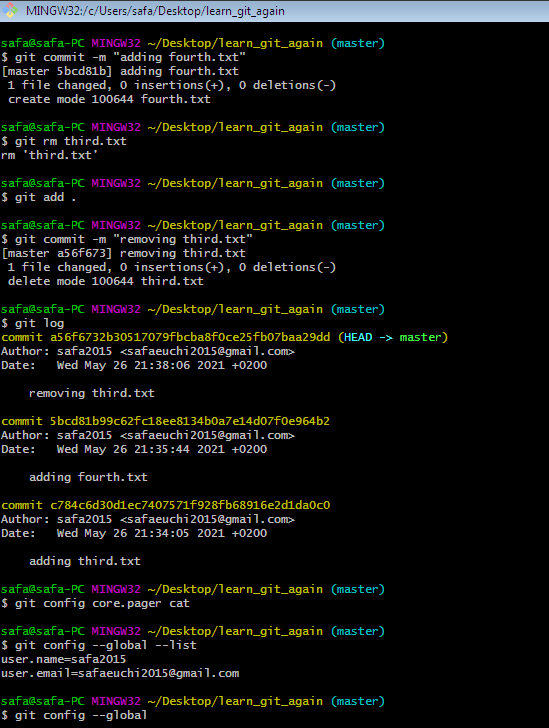 MINGW32:/c/Users/safa/Desktop/learn_git_again
safa@safa-PC MINGW32 ~/Desktop/learn_git_again (master)
$ git commit -m "adding fourth.txt"
[master 5bcd81b] adding fourth.txt
 1 file changed, 0 insertions(+), 0 deletions(-)
 create mode 100644 fourth.txt
safa@safa-PC MINGW32 ~/Desktop/learn_git_again (master)
$ git rm third.txt
rm 'third.txt'
safa@safa-PC MINGW32 ~/Desktop/learn_git_again (master)
$ git add .
safa@safa-PC MINGW32 ~/Desktop/learn_git_again (master)
$ git commit -m "removing third.txt"
[master a56f673] removing third.txt
 1 file changed, 0 insertions(+), 0 deletions(-)
 delete mode 100644 third.txt
safa@safa-PC MINGW32 ~/Desktop/learn_git_again (master)
$ git log
commit a56f6732b30517079fbcba8f0ce25fb07baa29dd (HEAD -> master)
Author: safa2015 <safaeuchi2015@gmail.com>
Date:   Wed May 26 21:38:06 2021 +0200
    removing third.txt
commit 5bcd81b99c62fc18ee8134b0a7e14d07f0e964b2
Author: safa2015 <safaeuchi2015@gmail.com>
Date:   Wed May 26 21:35:44 2021 +0200
    adding fourth.txt
commit c784c6d30d1ec7407571f928fb68916e2d1da0c0
Author: safa2015 <safaeuchi2015@gmail.com>
Date:   Wed May 26 21:34:05 2021 +0200
    adding third.txt
safa@safa-PC MINGW32 ~/Desktop/learn_git_again (master)
$ git config core.pager cat
safa@safa-PC MINGW32 ~/Desktop/learn_git_again (master)
$ git config --global --list
user.name=safa2015
user.email=safaeuchi2015@gmail.com
safa@safa-PC MINGW32 ~/Desktop/learn_git_again (master)
$ git config --global